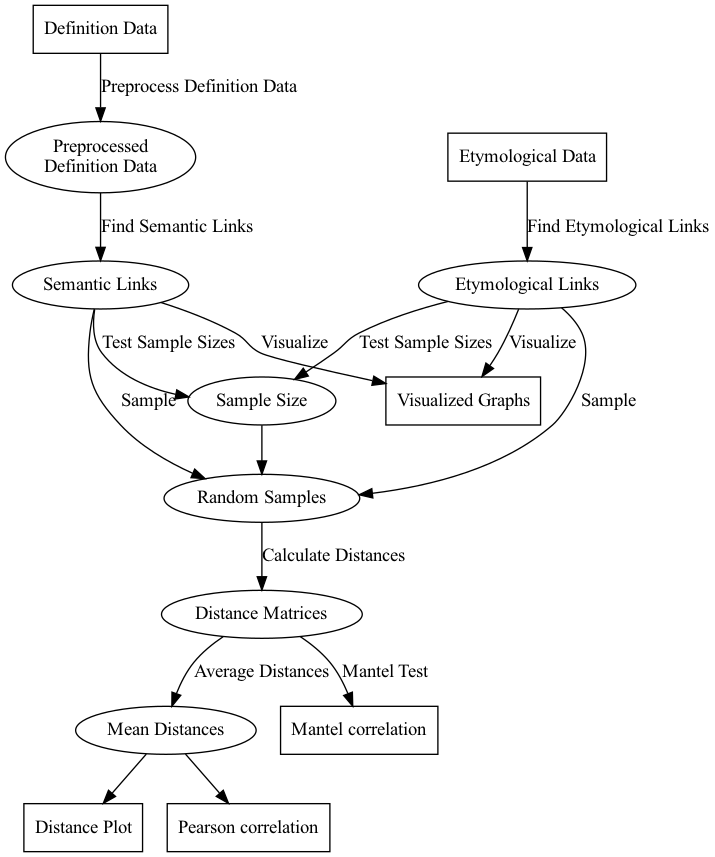 Definition Data
Preprocess Definition Data
Preprocessed
Definition Data
Etymological Data
Find Semantic Links
Find Etymological Links
Semantic Links
Etymological Links
Test Sample Sizes
Visualize
Test Sample Sizes
Visualize
Sample
Sample Size
Visualized Graphs
Sample
Random Samples
Calculate Distances
Distance Matrices
Average Distances
Mantel Test
Mean Distances
Mantel correlation
Distance Plot
Pearson correlation